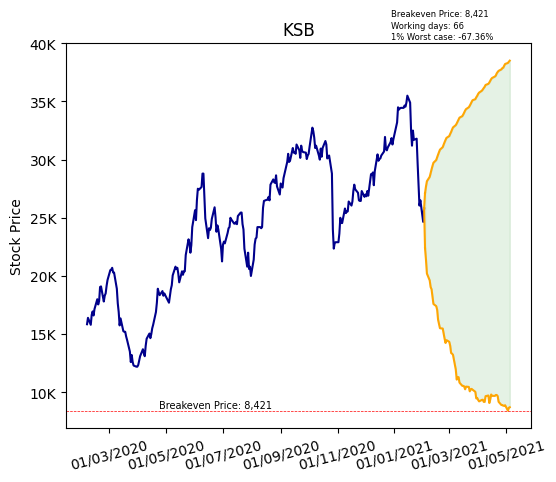 Breakeven Price: 8,421
Working days: 66
1% Worst case: -67.36%
KSB
40K
35K
30K
25K
20K
15K
10K
Stock Price
Breakeven Price: 8,421
01/03/2020
01/05/2020
01/07/2020
01/09/2020
01/11/2020
01/01/2021
01/03/2021
01/05/2021